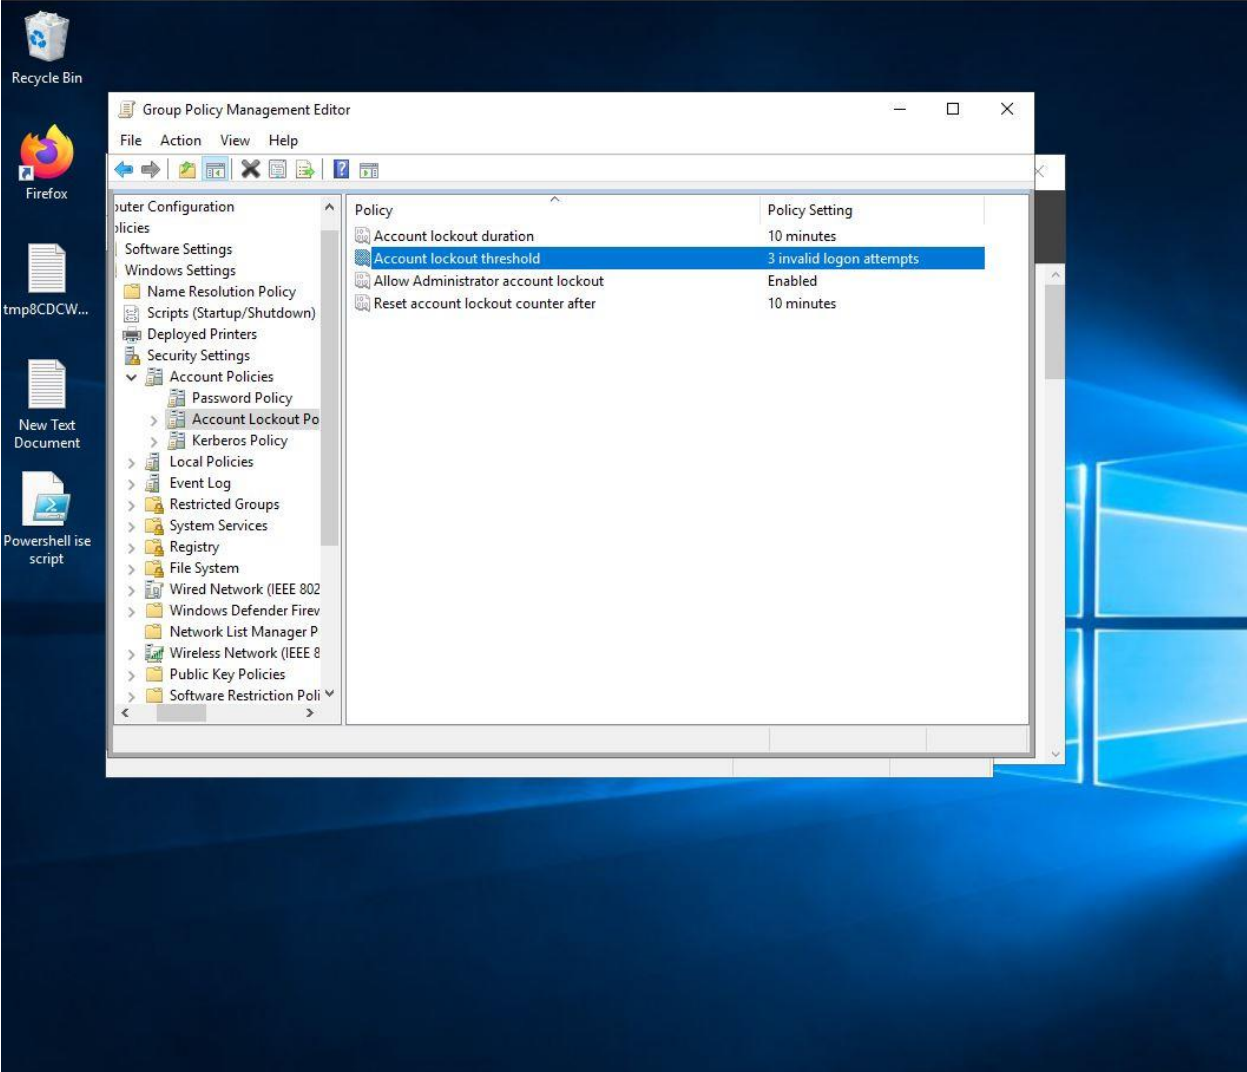 Recycle Bin
Firefox
tmp8CDCW...
New Text
Document
Powershell ise
script
Group Policy Management Editor
File Action View Help
outer Configuration
olicies
Software Settings
Windows Settings
Name Resolution Policy
Scripts (Startup/Shutdown)
Deployed Printers
Security Settings
Account Policies
Password Policy
Account Lockout Po
Kerberos Policy
Local Policies
Event Log
Restricted Groups
System Services
Registry
File System
Wired Network (IEEE 802
Windows Defender Firew
Network List Manager P
Wireless Network (IEEE 8
Public Key Policies
Software Restriction Poli
Policy Policy Setting
Account lockout duration 10 minutes
Account lockout threshold 3 invalid logon attempts
Allow Administrator account lockout Enabled
Reset account lockout counter after 10 minutes